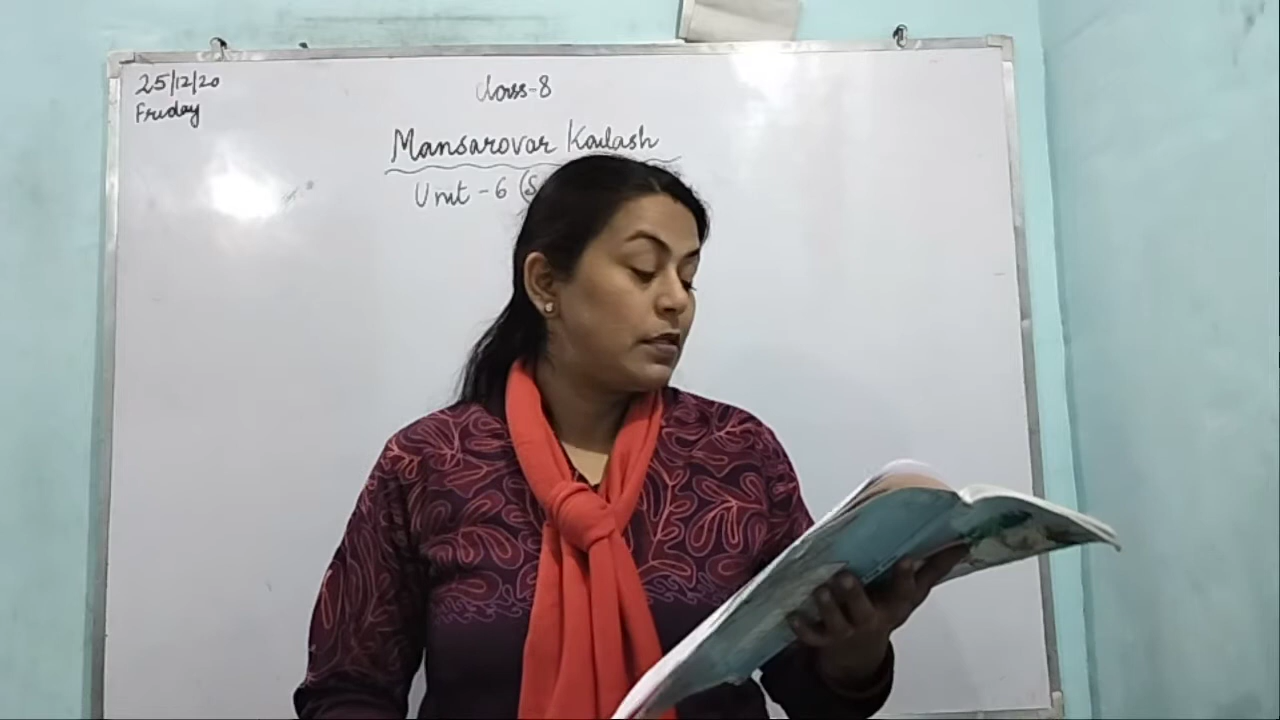 25/12/20
Friday
Class-8
Mansarovar Kailash
Unit - 6 (S